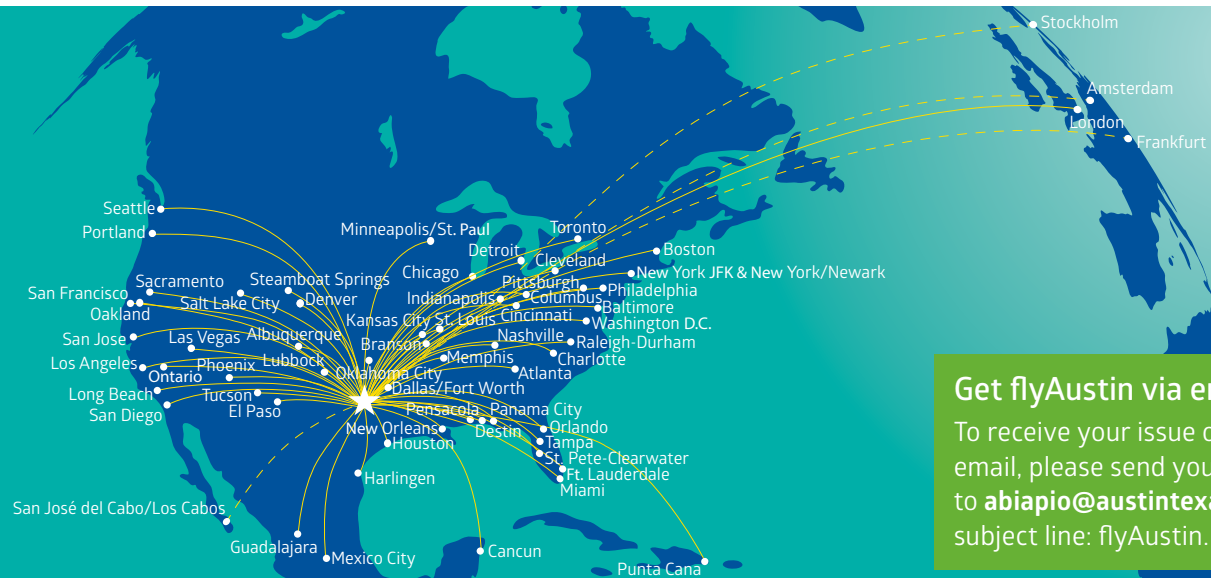 Stockholm
Amsterdam
London
Frankfurt
Seattle
Portland
Minneapolis/St. Paul
Toronto
Detroit
Cleveland
Boston
Chicago
New York JFK & New York/Newark
Sacramento
Steamboat Springs
Pittsburgh
Philadelphia
San Francisco
Salt Lake City
Denver
Indianapolis
Columbus
Oakland
Baltimore
Kansas City
St. Louis
Cincinnati
Washington D.C.
San Jose
Las Vegas
Albuquerque
Branson
Nashville
Raleigh-Durham
Los Angeles
Phoenix
Lubbock
Memphis
Charlotte
Ontario
Oklahoma City
Atlanta
Long Beach
Tucson
Dallas/Fort Worth
San Diego
El Paso
Pensacola
Panama City
New Orleans
Destin
Orlando
Houston
Tampa
St. Pete-Clearwater
Harlingen
Ft. Lauderdale
Miami
San José del Cabo/Los Cabos
Guadalajara
Mexico City
Cancun
Punta Cana
Get flyAustin via
To receive your issue
email, please send
to abiapio@
subject line: flyAustin.